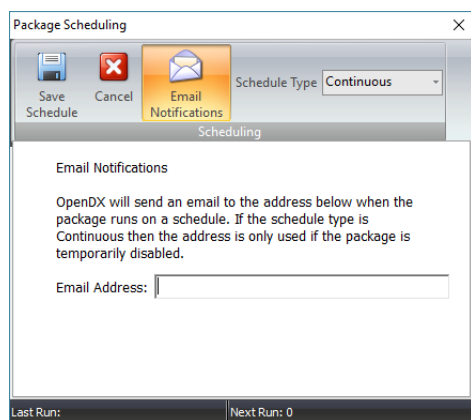 Package Scheduling
Save
Schedule
Cancel
Email
Notifications
Schedule Type Continuous
Scheduling
Email Notifications
OpenDX will send an email to the address below when the
package runs on a schedule. If the schedule type is
Continuous then the address is only used if the package is
temporarily disabled.
Email Address:
Last Run:
Next Run: 0